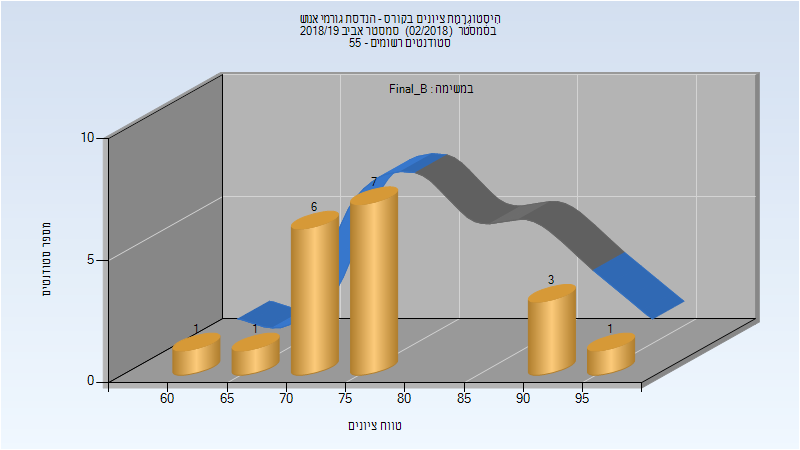 היסטוגרמת ציונים בקורס - הנדסת גורמי אנוש
בסמסטר (02/2018) סמסטר אביב 2018/19
סטודנטים רשומים - 55
במשימה : Final_B
10
5
0
מספר סטודנטים
1
1
6
7
3
1
60
65
70
75
80
85
90
95
טווח ציונים